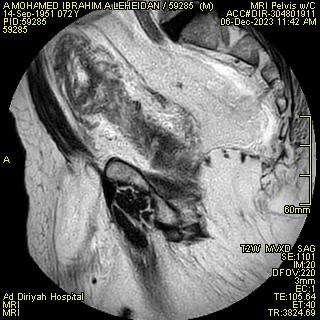 A MOHAMED IBRAHIM A LEHEIDAN / 59285 (M)
14-Sep-1951 072Y
PID:59285
59285
MRI Pelvis w/C
ACC#DIR-304801911
06-Dec-2023 11:42 AM
A
60mm
T2W MVXD SAG
SE:1101
IM:20
DFOV:220
3mm
EC:1
TE:105.64
ET:40
TR:3824.69
Ad Diriyah Hospital
MRI
MRI